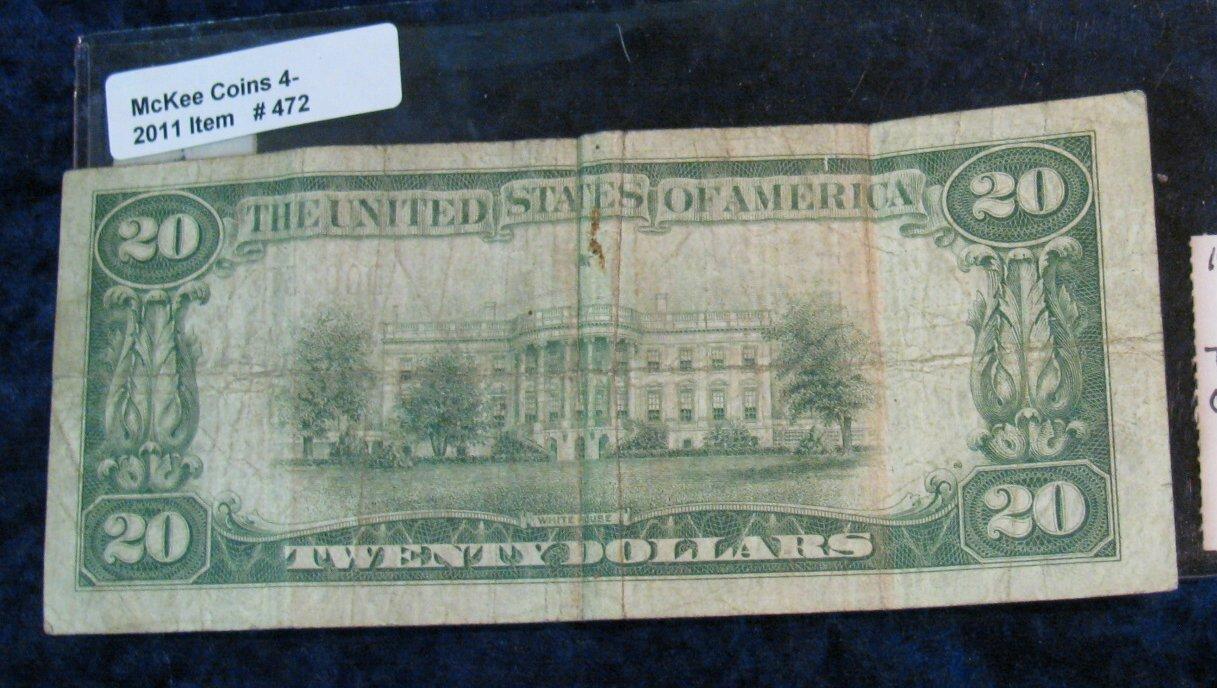 McKee Coins 4-
2011 Item # 472
THE UNITED STATES OF AMERICA
20 20
WHITE HOUSE
20 20
TWENTY DOLLARS